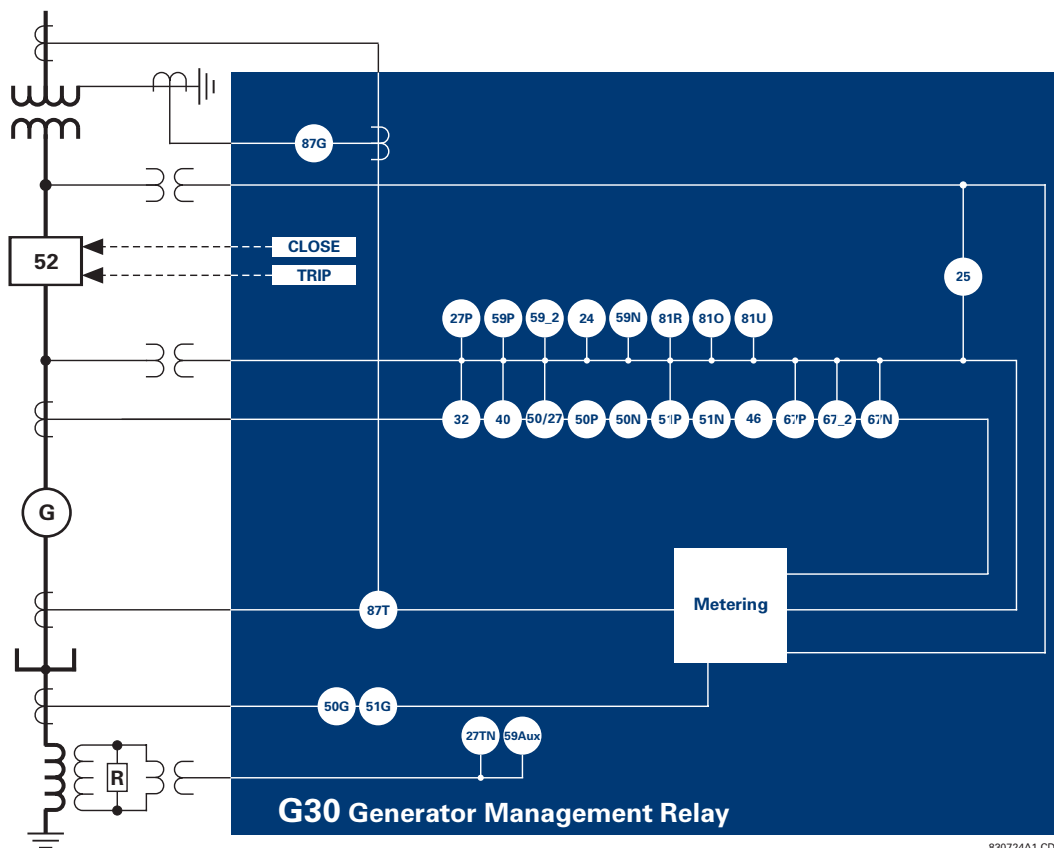 87G
CLOSE
52
TRIP
25
27P 59P 59_2 24 59N 81R 81O 81U
32 40 50/27 50P 50N 51P 51N 46 67P 67_2 67N
G
87T
Metering
50G 51G
27TN 59Aux
R
G30 Generator Management Relay